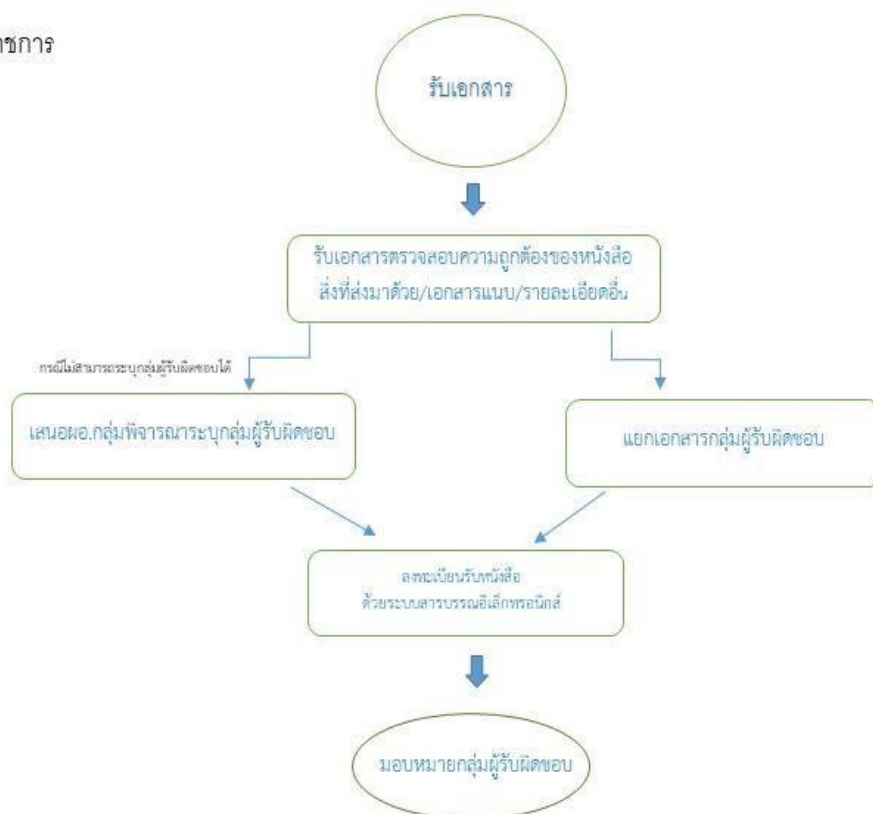 ชการ
รับเอกสาร
รับเอกสารตรวจสอบความถูกต้องของหนังสือ
สิ่งที่ส่งมาด้วย/เอกสารแนบ/รายละเอียดอื่น
กรณีไม่สามารถระบุกลุ่มผู้รับผิดชอบได้
เสนอผอ.กลุ่มพิจารณาระบุกลุ่มผู้รับผิดชอบ
แยกเอกสารกลุ่มผู้รับผิดชอบ
ลงทะเบียนรับหนังสือ
ด้วยระบบสารบรรณอิเล็กทรอนิกส์
มอบหมายกลุ่มผู้รับผิดชอบ